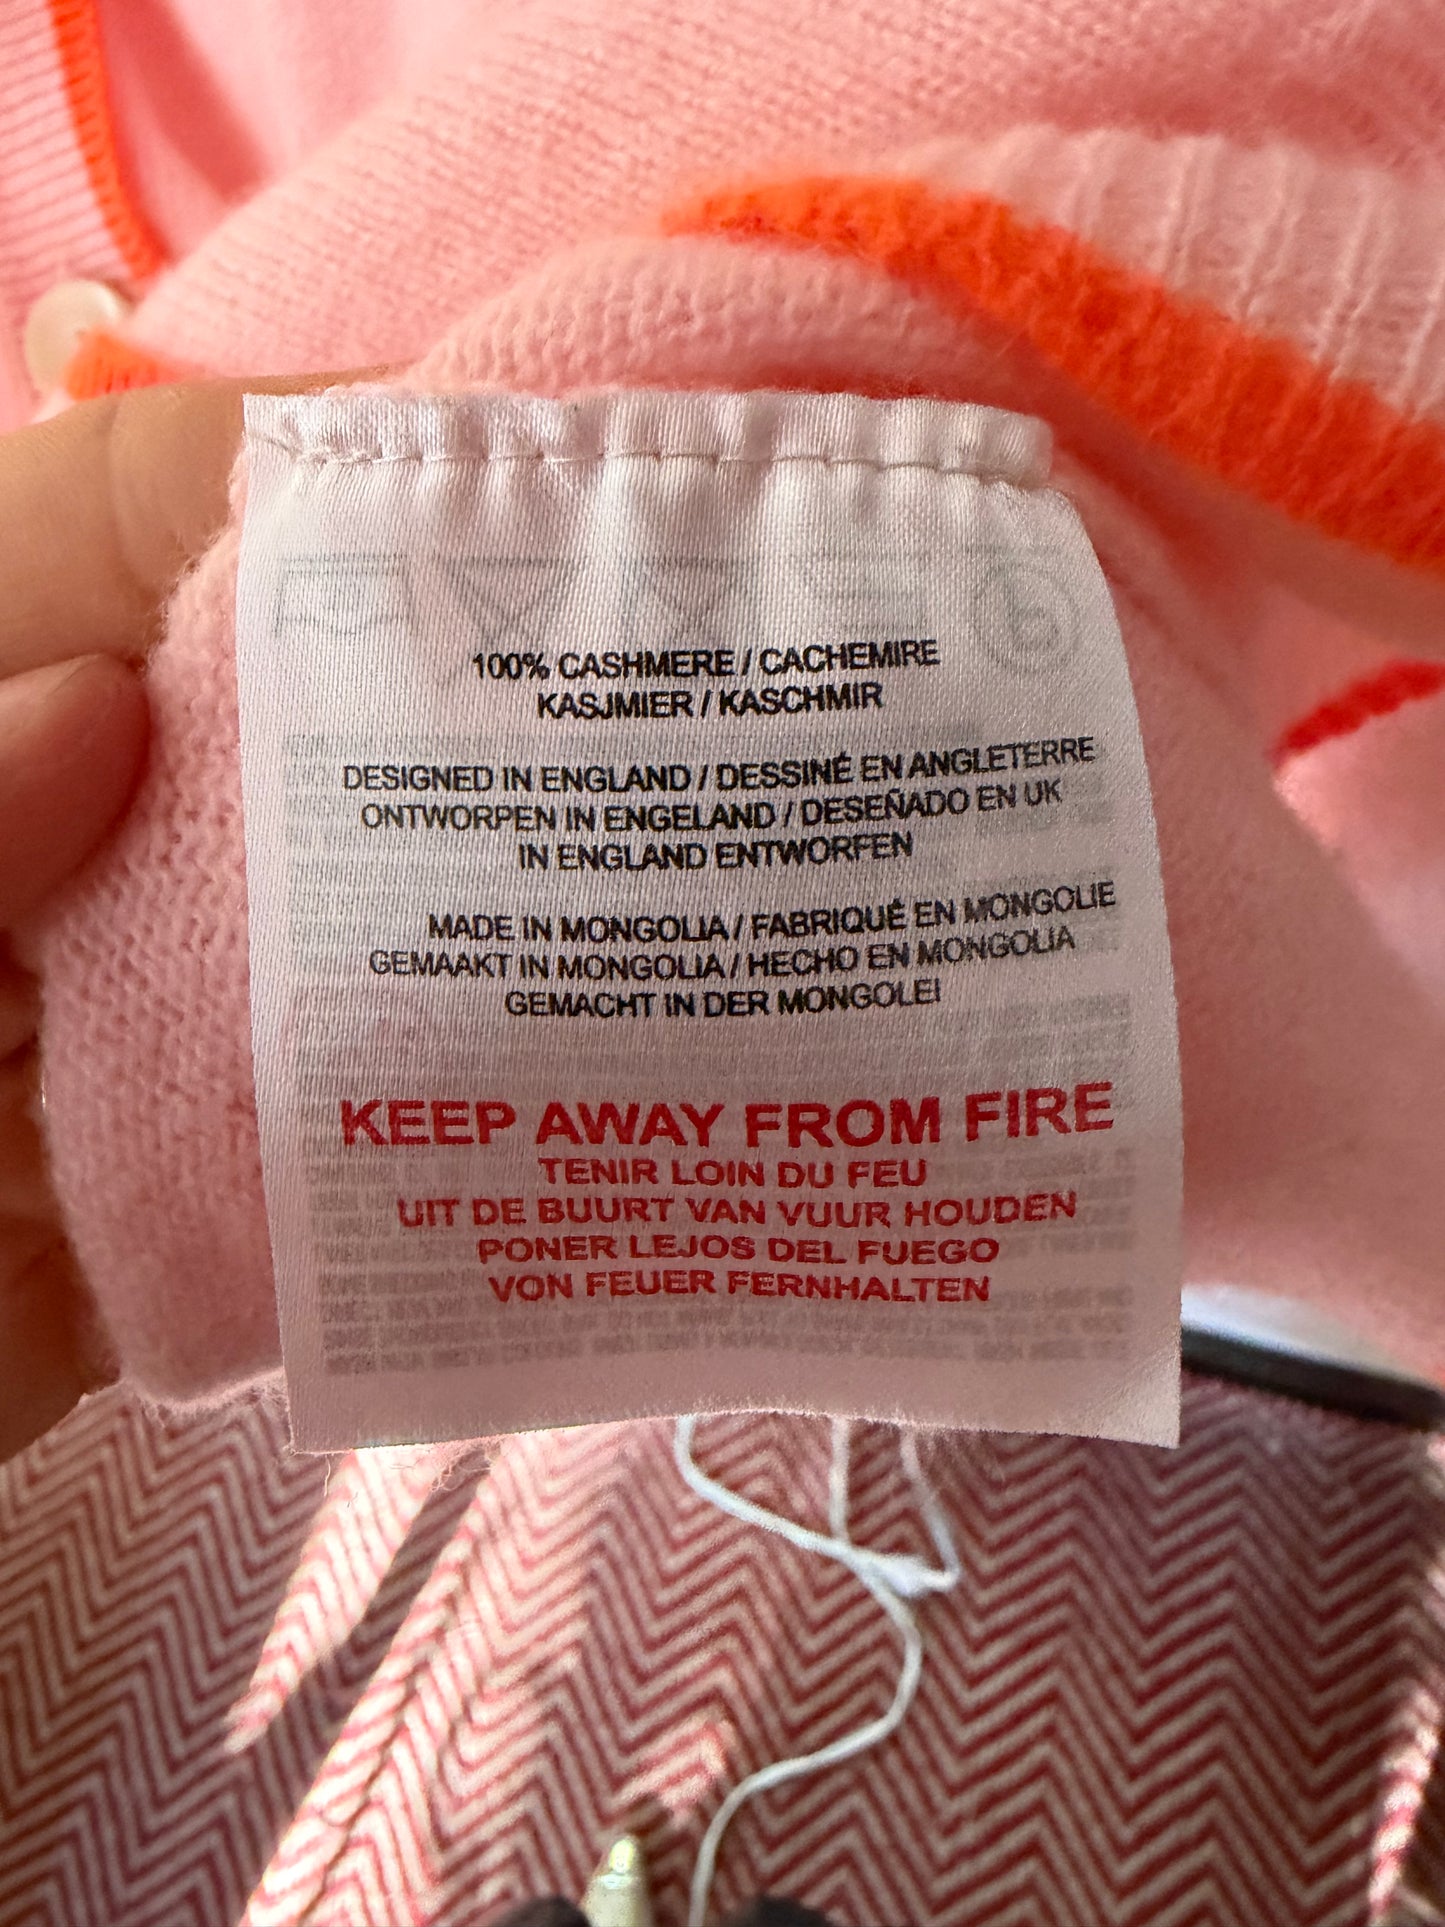 100% CASHMERE / CACHEMIRE
KASJMIER / KASCHMIR
DESIGNED IN ENGLAND / DESSINÉ EN ANGLETERRE
ONTWORPEN IN ENGELAND / DESEÑADO EN UK
IN ENGLAND ENTWORFEN
MADE IN MONGOLIA / FABRIQUÉ EN MONGOLIE
GEMAAKT IN MONGOLIA / HECHO EN MONGOLIA
GEMACHT IN DER MONGOLEI
KEEP AWAY FROM FIRE
TENIR LOIN DU FEU
UIT DE BUURT VAN VUUR HOUDEN
PONER LEJOS DEL FUEGO
VON FEUER FERNHALTEN